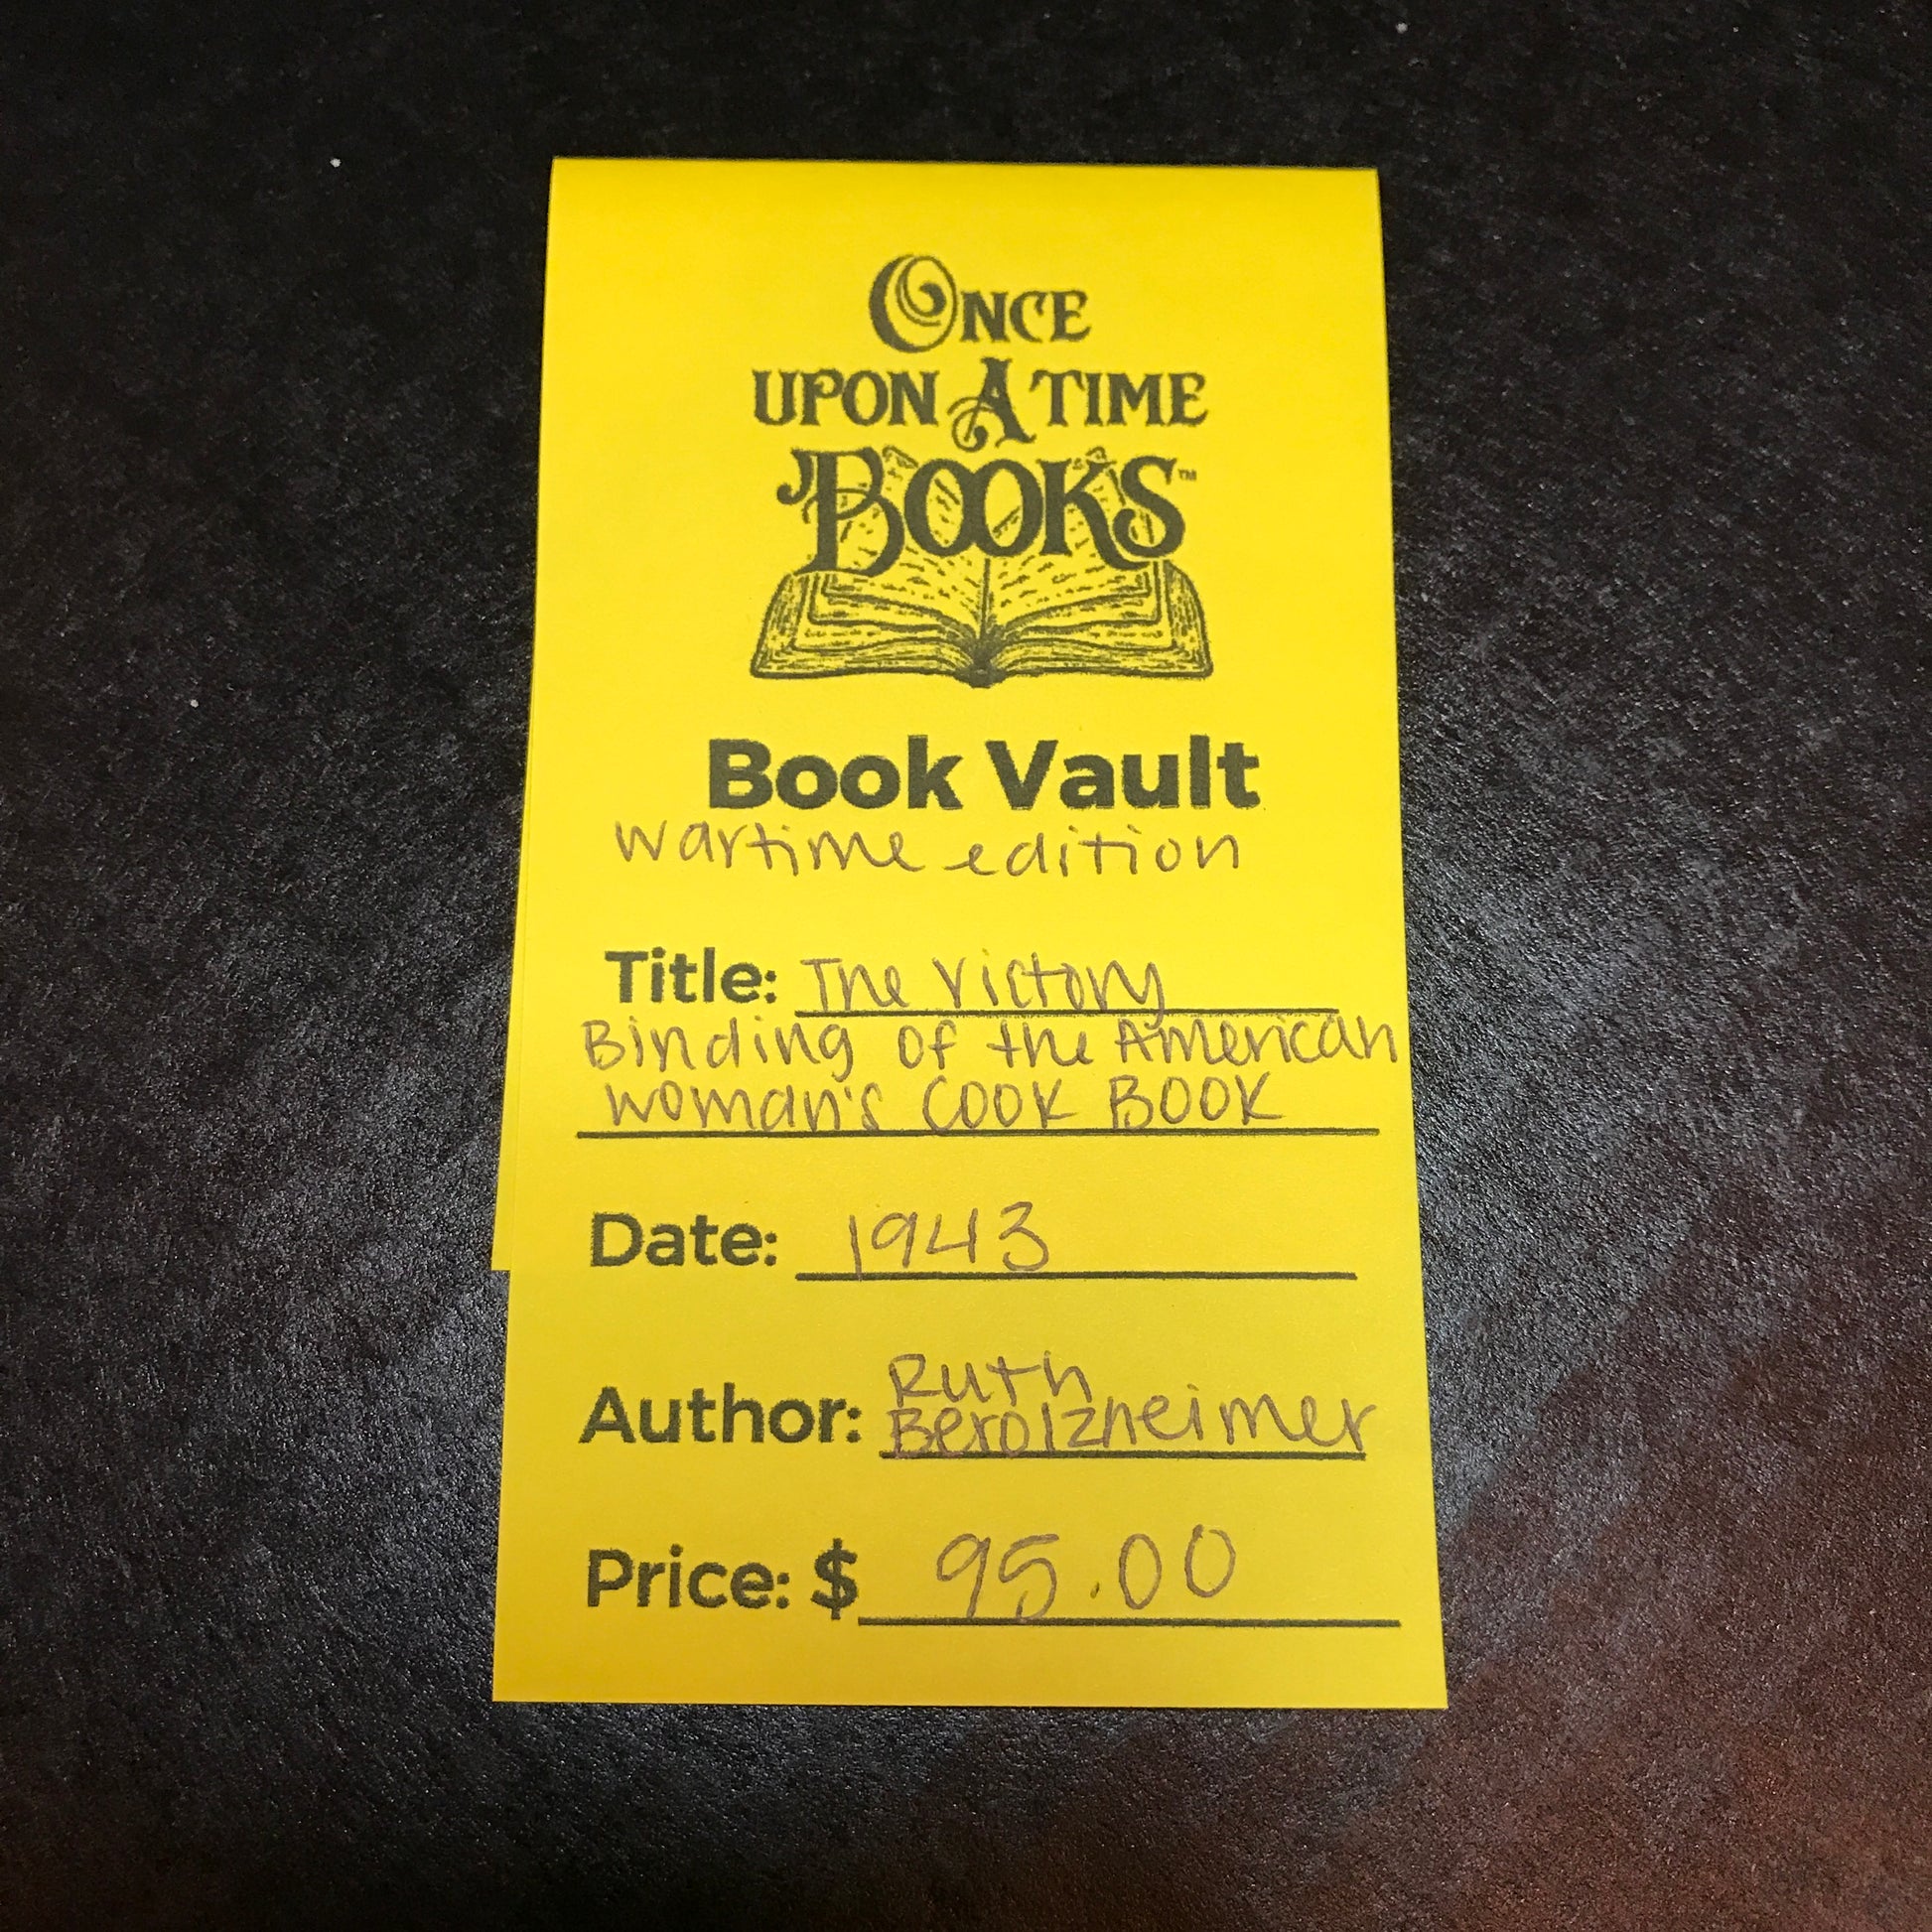 ONCE
UPON A TIME
BOOKS™
Book Vault
wartime edition
Title: The Victory
Binding of the American
Woman's COOK BOOK
Date: 1943
Author: Ruth
Berolzheimer
Price: $ 95.00